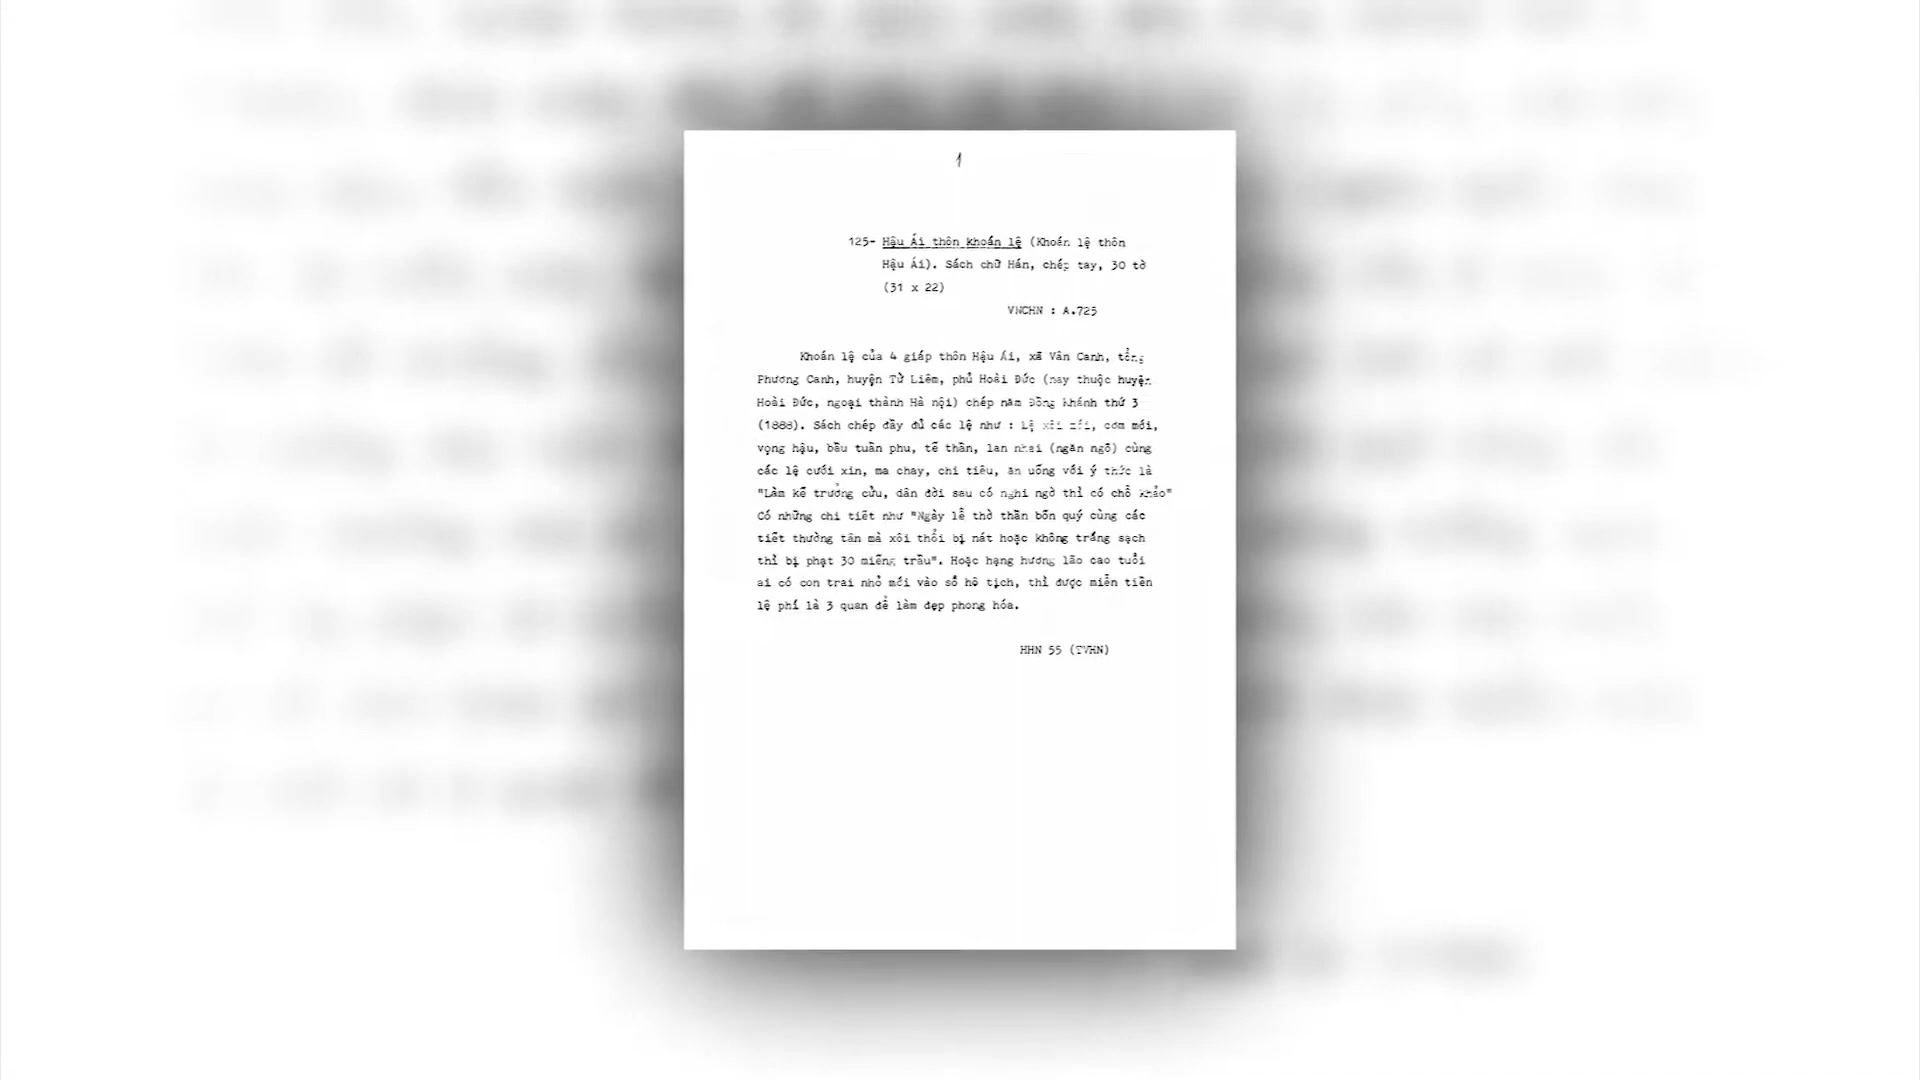 1
125- Hậu Ái thôn khoán lệ (Khoán lệ thôn
Hậu Ái). Sách chữ Hán, chép tay, 30 tờ
(31 x 22)
VNCHN : A.725
Khoán lệ của 4 giáp thôn Hậu Ái, xã Vân Canh, tổng
Phương Canh, huyện Từ Liêm, phủ Hoài Đức (nay thuộc huyện
Hoài Đức, ngoại thành Hà nội) chép năm Đồng khánh thứ 3
(1888). Sách chép đầy đủ các lệ như : Lệ xôi mới, cơm mới,
vọng hậu, bầu tuần phu, tế thần, lan nhai (ngăn ngõ) cùng
các lệ cưới xin, ma chay, chi tiêu, ăn uống với ý thức là
"Làm kế trưởng cửu, dân đời sau có nghi ngờ thì có chỗ khảo"
Có những chi tiết như "Ngày lễ thờ thần bốn quý cùng các
tiết thường tân mà xôi thổi bị nát hoặc không trắng sạch
thì bị phạt 30 miếng trầu". Hoặc hạng hương lão cao tuổi
ai có con trai nhỏ mới vào sổ hộ tịch, thì được miễn tiền
lệ phí là 3 quan để làm đẹp phong hóa.
HHN 55 (TVHN)